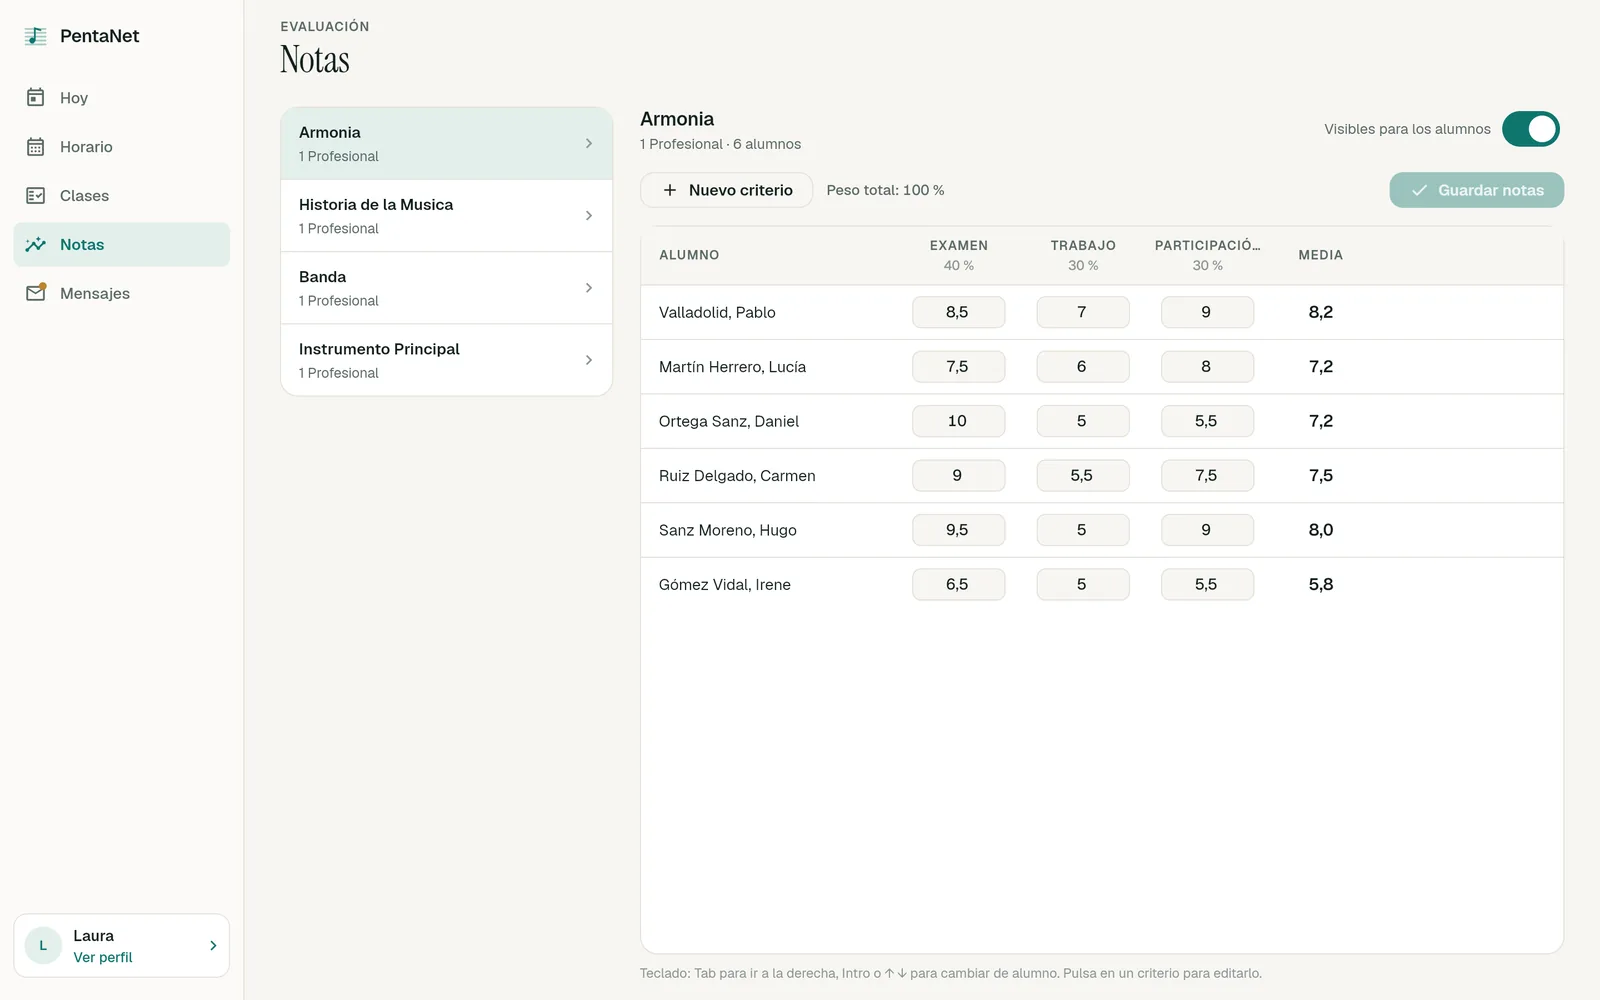 PentaNet
Hoy
Horario
Clases
Notas
Mensajes
L
Laura
Ver perfil
EVALUACIÓN
Notas
Armonia
1 Profesional
Historia de la Musica
1 Profesional
Banda
1 Profesional
Instrumento Principal
1 Profesional
Armonia
1 Profesional · 6 alumnos
Visibles para los alumnos
Nuevo criterio
Peso total: 100 %
Guardar notas
ALUMNO EXAMEN TRABAJO PARTICIPACIÓ… MEDIA
40 % 30 % 30 %
Valladolid, Pablo 8,5 7 9 8,2
Martín Herrero, Lucía 7,5 6 8 7,2
Ortega Sanz, Daniel 10 5 5,5 7,2
Ruiz Delgado, Carmen 9 5,5 7,5 7,5
Sanz Moreno, Hugo 9,5 5 9 8,0
Gómez Vidal, Irene 6,5 5 5,5 5,8
Teclado: Tab para ir a la derecha, Intro o ↑ ↓ para cambiar de alumno. Pulsa en un criterio para editarlo.